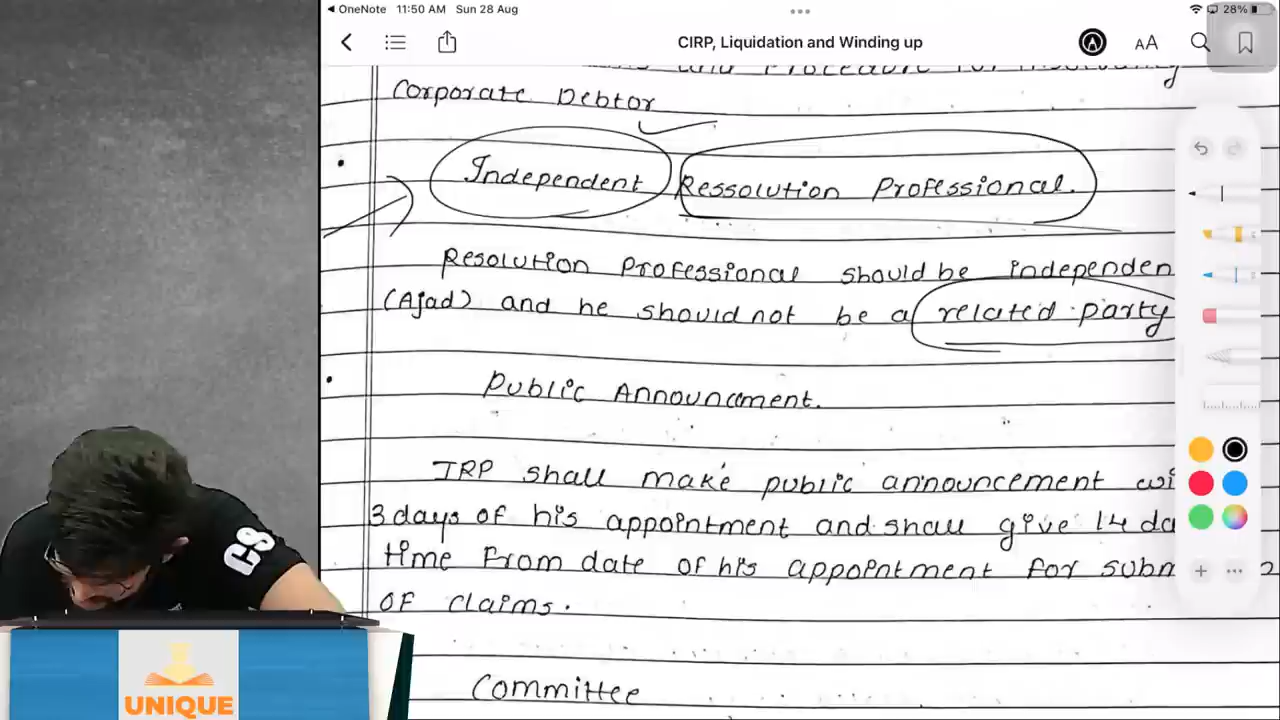 OneNote 11:50 AM Sun 28 Aug
28%
CIRP, Liquidation and Winding up
AA
Corporate Debtor
Independent Ressolution Professional.
Resolution Professional should be independen
(Ajad) and he should not be a related party
Public Announcment.
IRP shall make public announcement wi
3 days of his appointment and shall give 14 da
time From date of his appointment for subm
2
of claims.
Committee
CS
UNIQUE